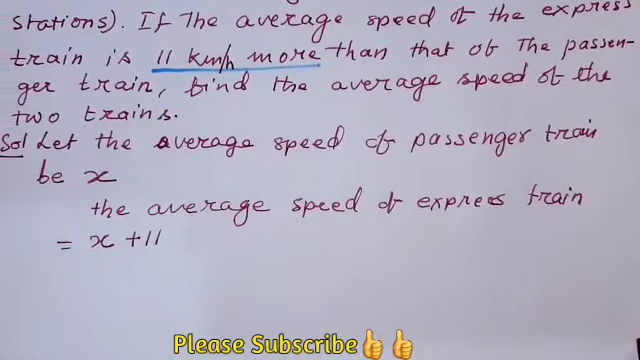 stations). If the average speed of the express
train is 11 km/h more than that of the passen-
ger train, find the average speed of the
two trains.
Sol Let the average speed of passenger train
be x
the average speed of express train
= x + 11
Please Subscribe👍👍